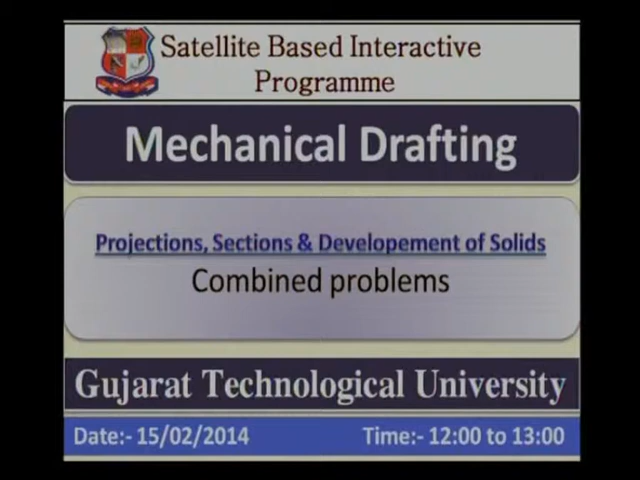 Satellite Based Interactive
Programme
Mechanical Drafting
Projections, Sections & Developement of Solids
Combined problems
Gujarat Technological University
Date:- 15/02/2014 Time:- 12:00 to 13:00